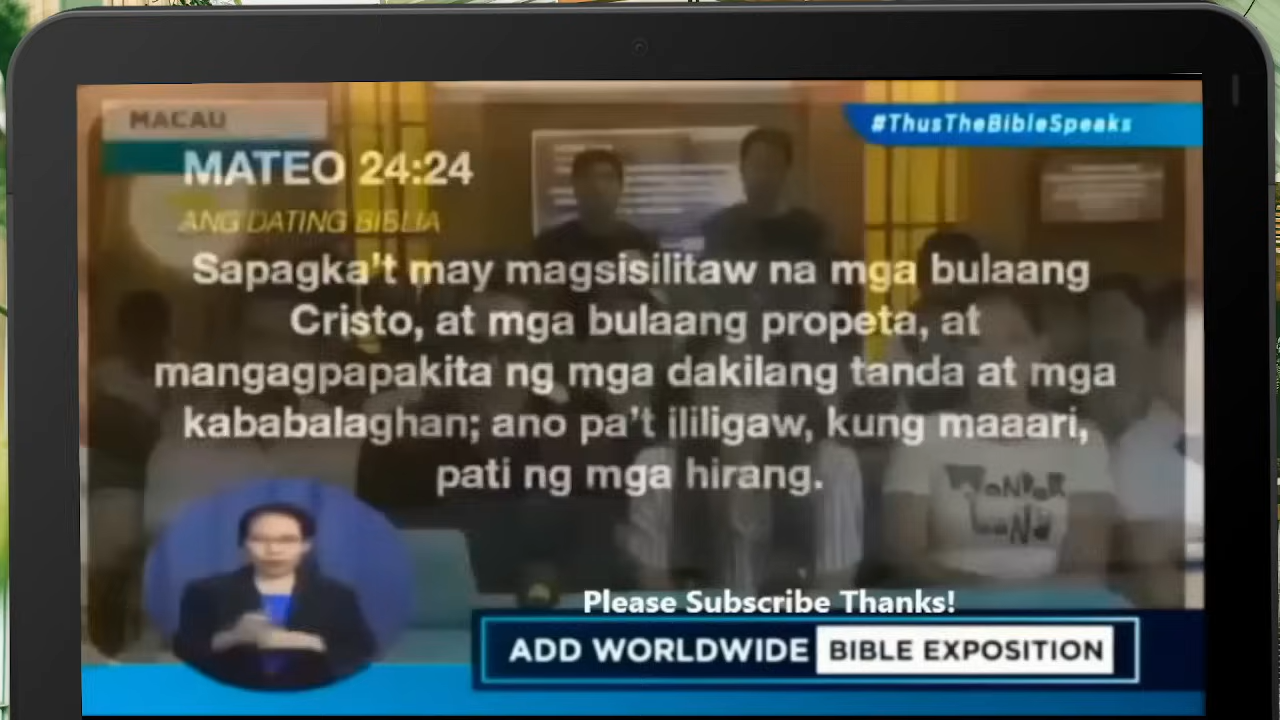 MACAU
#ThusTheBibleSpeaks
MATEO 24:24
ANG DATING BIBLIA
Sapagka't may magsisilitaw na mga bulaang
Cristo, at mga bulaang propeta, at
mangagpapakita ng mga dakilang tanda at mga
kababalaghan; ano pa't ililigaw, kung maaari,
pati ng mga hirang.
WONDER
LAND
Please Subscribe Thanks!
ADD WORLDWIDE BIBLE EXPOSITION